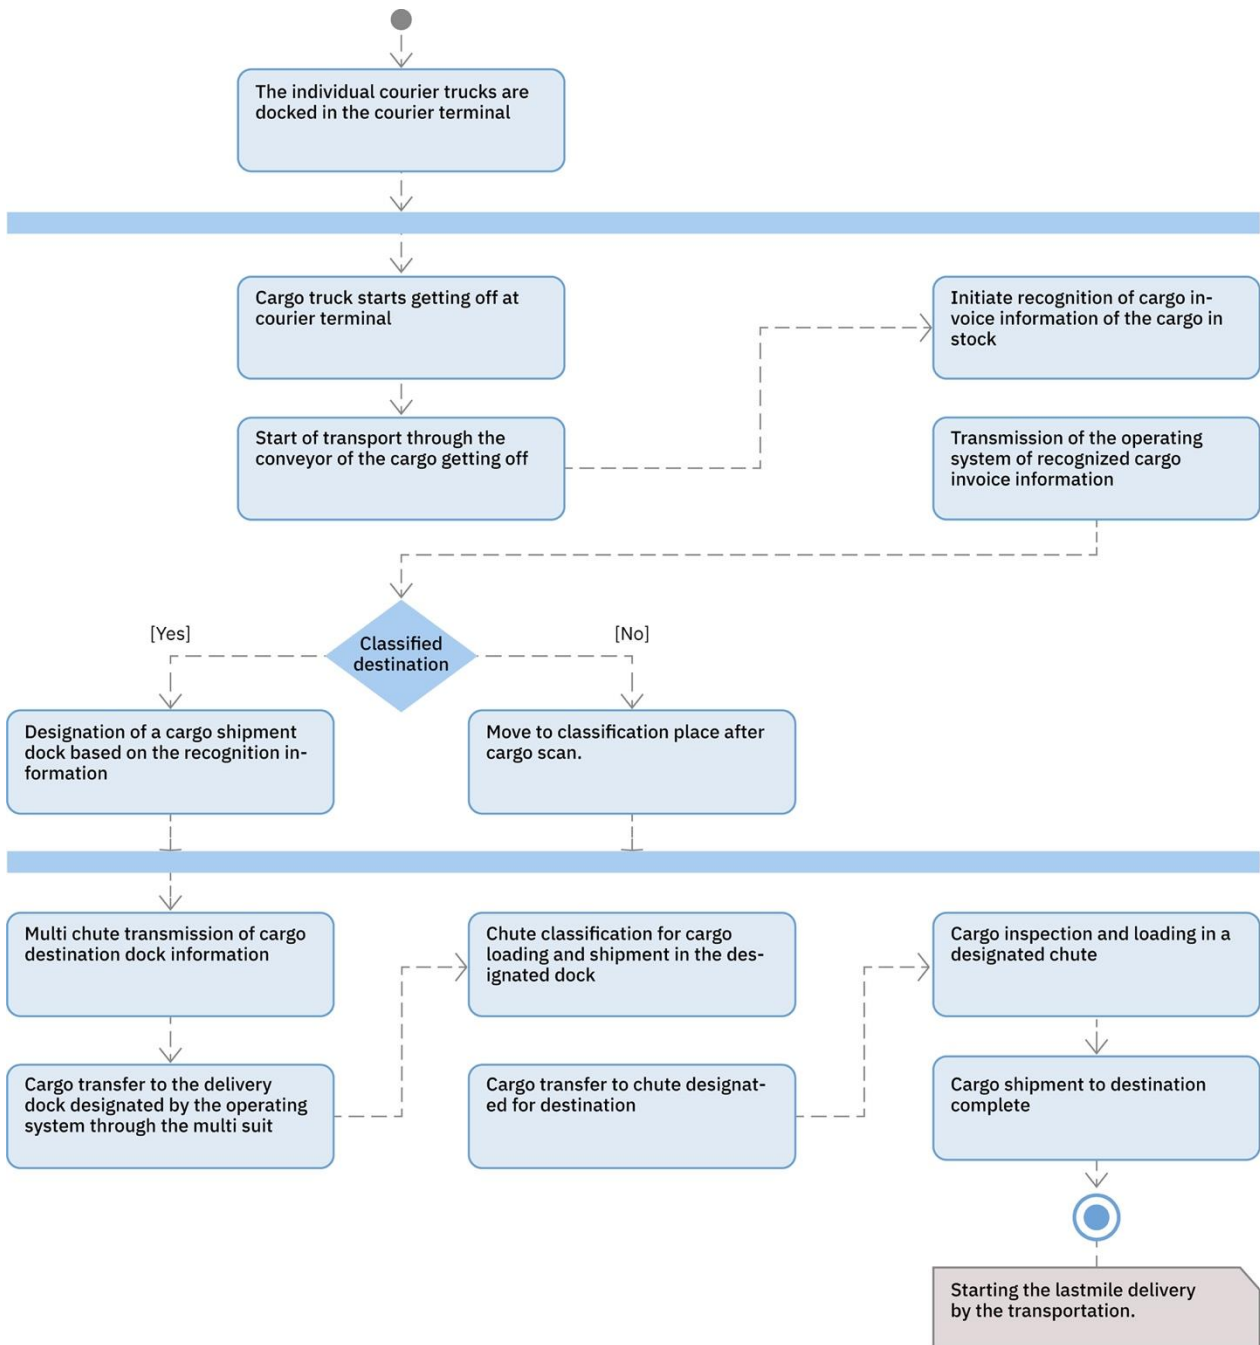 The individual courier trucks are
docked in the courier terminal
Cargo truck starts getting off at
courier terminal
Initiate recognition of cargo in-
voice information of the cargo in
stock
Start of transport through the
conveyor of the cargo getting off
Transmission of the operating
system of recognized cargo
invoice information
[Yes]
[No]
Classified
destination
Designation of a cargo shipment
dock based on the recognition in-
formation
Move to classification place after
cargo scan.
Multi chute transmission of cargo
destination dock information
Chute classification for cargo
loading and shipment in the des-
ignated dock
Cargo inspection and loading in a
designated chute
Cargo transfer to the delivery
dock designated by the operating
system through the multi suit
Cargo transfer to chute designat-
ed for destination
Cargo shipment to destination
complete
Starting the lastmile delivery
by the transportation.